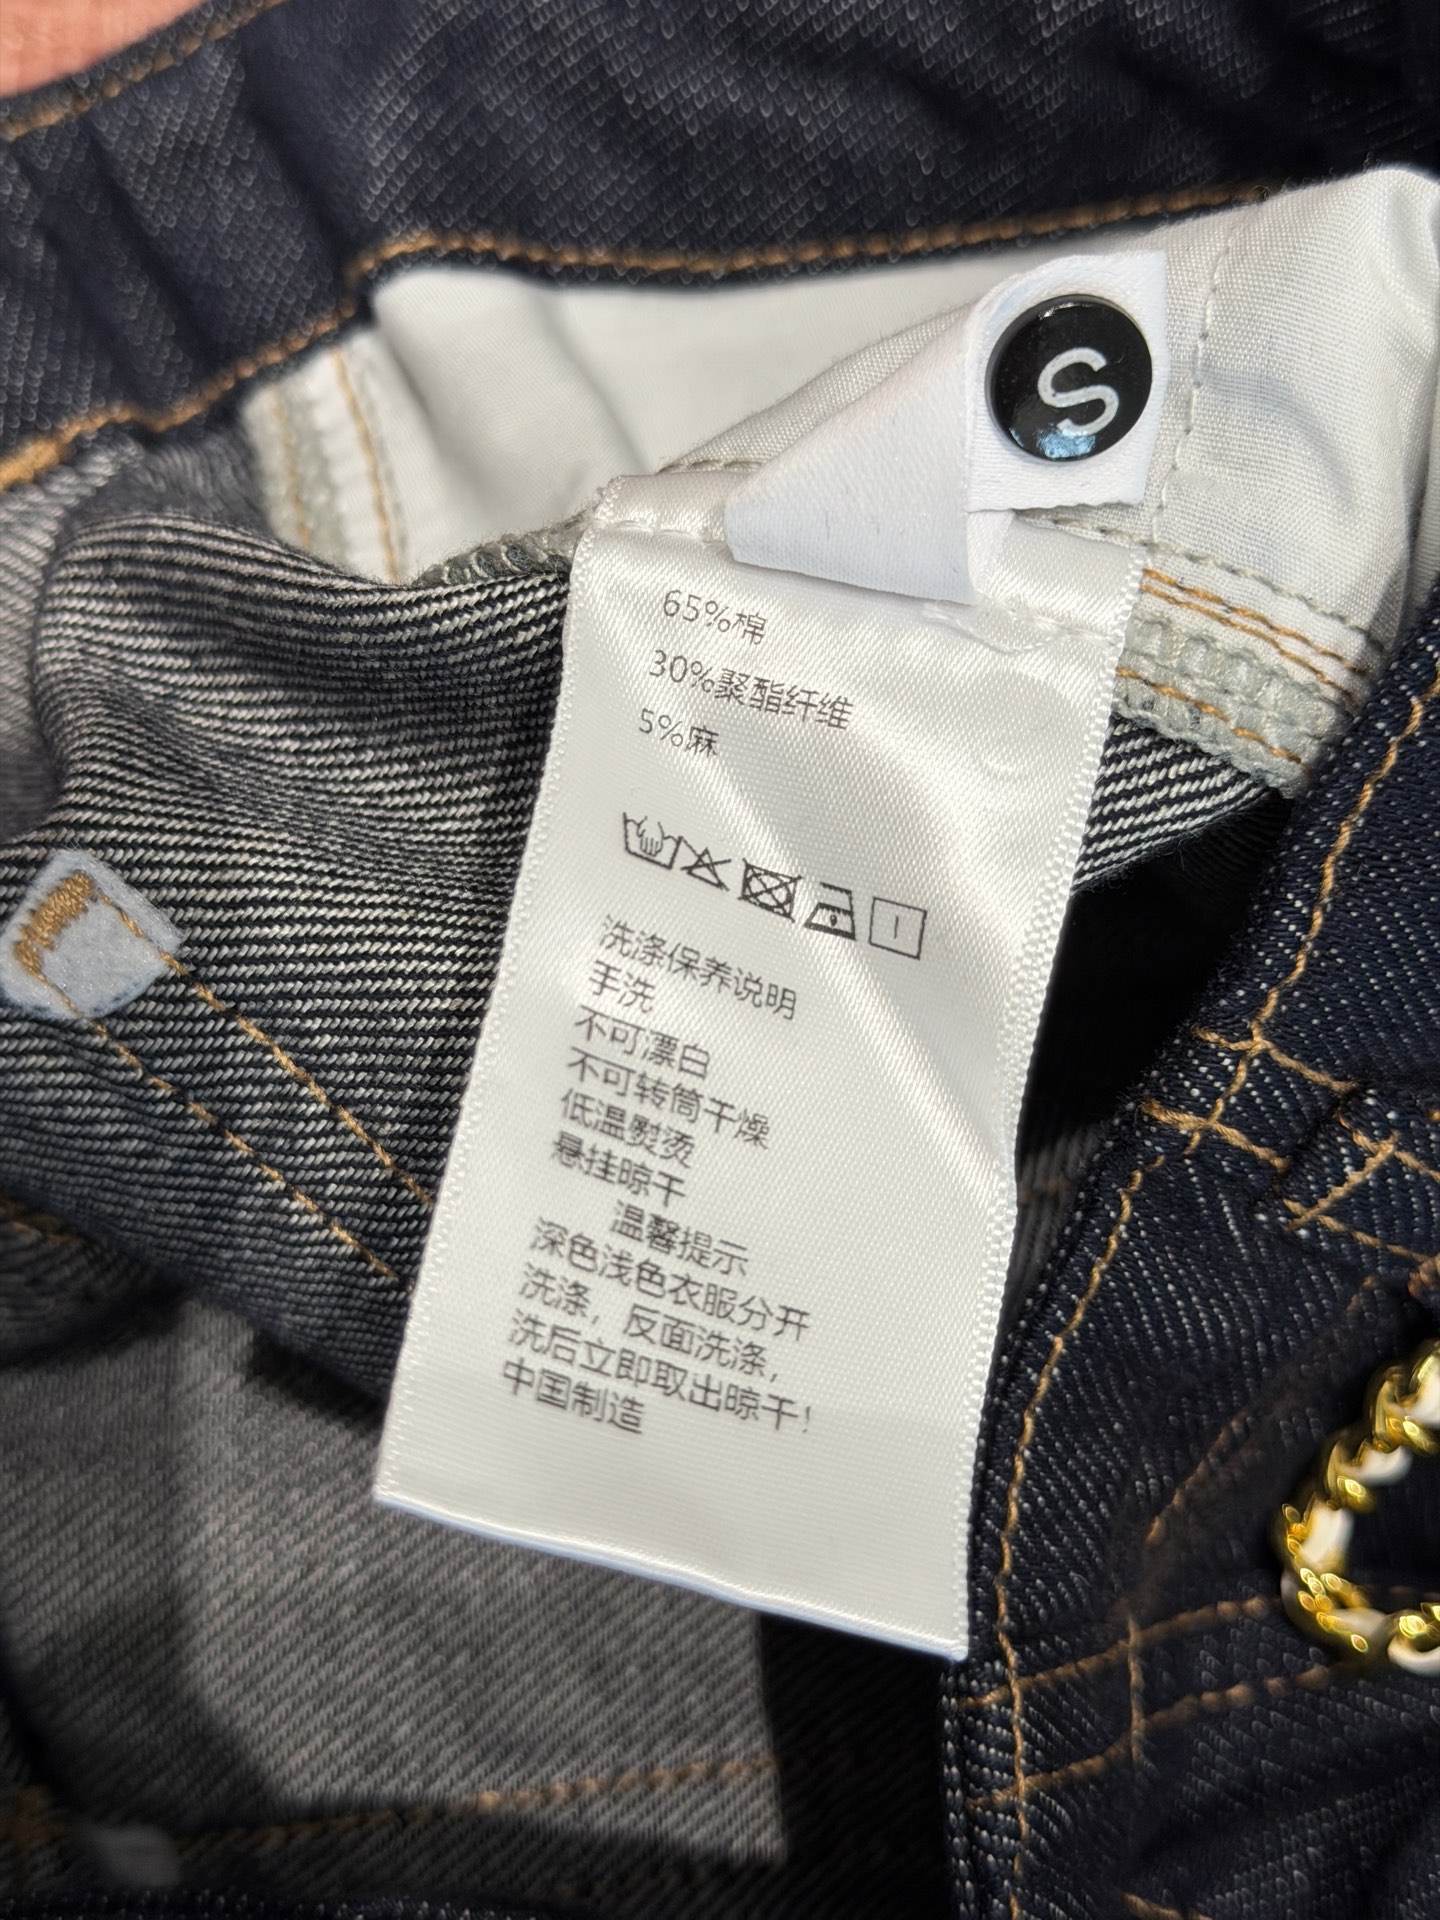 S
65%棉
30%聚酯纤维
5%麻
洗涤保养说明
手洗
不可漂白
不可转筒干燥
低温熨烫
悬挂晾干
温馨提示
深色浅色衣服分开
洗涤，反面洗涤，
洗后立即取出晾干！
中国制造